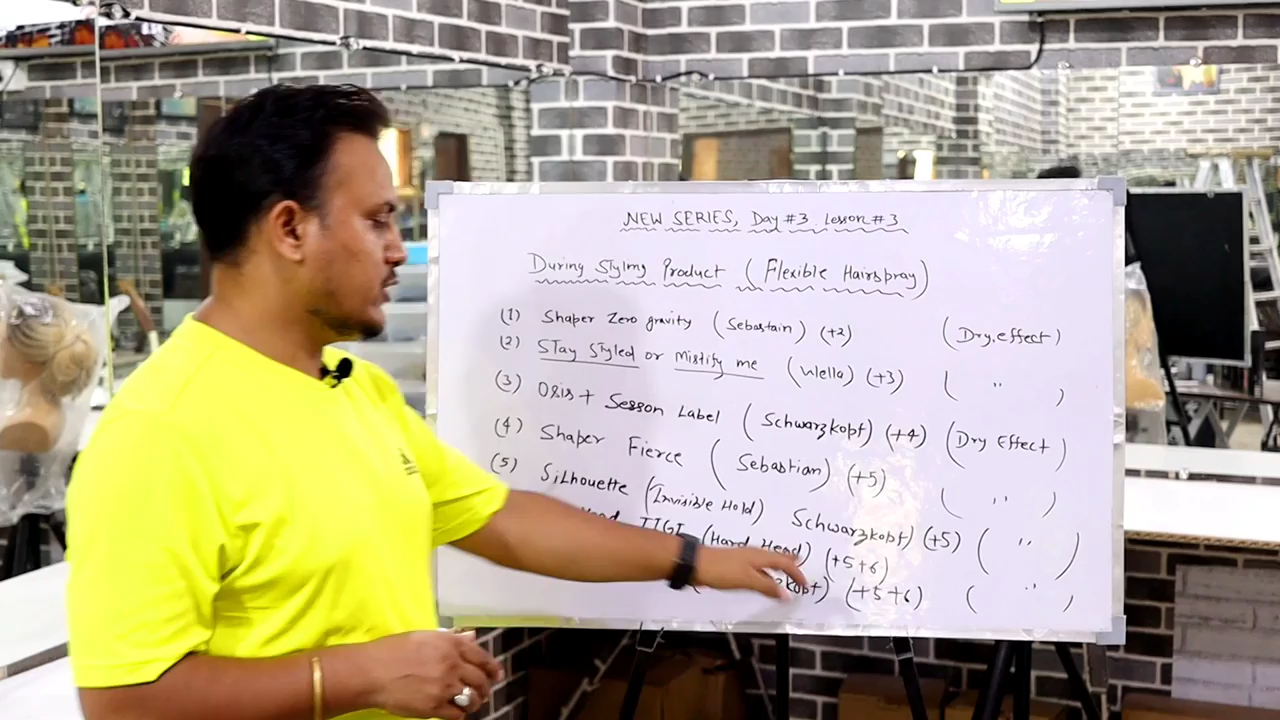 NEW SERIES, Day #3, Lesson #3
During Styling Product (Flexible Hairspray)
(1) Shaper Zero gravity (Sebastain) (+2) (Dry.effect)
(2) Stay Styled or Mistify me (Wella) (+3) ( " )
(3) Osis + Sesson Label (Schwarzkopf) (+4) (Dry Effect)
(4) Shaper Fierce (Sebastian) (+5) ( " )
(5) Silhouette (Invisible Hold) Schwarzkopf) (+5) ( " )
TIGI (Hard Head) (+5+6)
(+5+6) ( " )